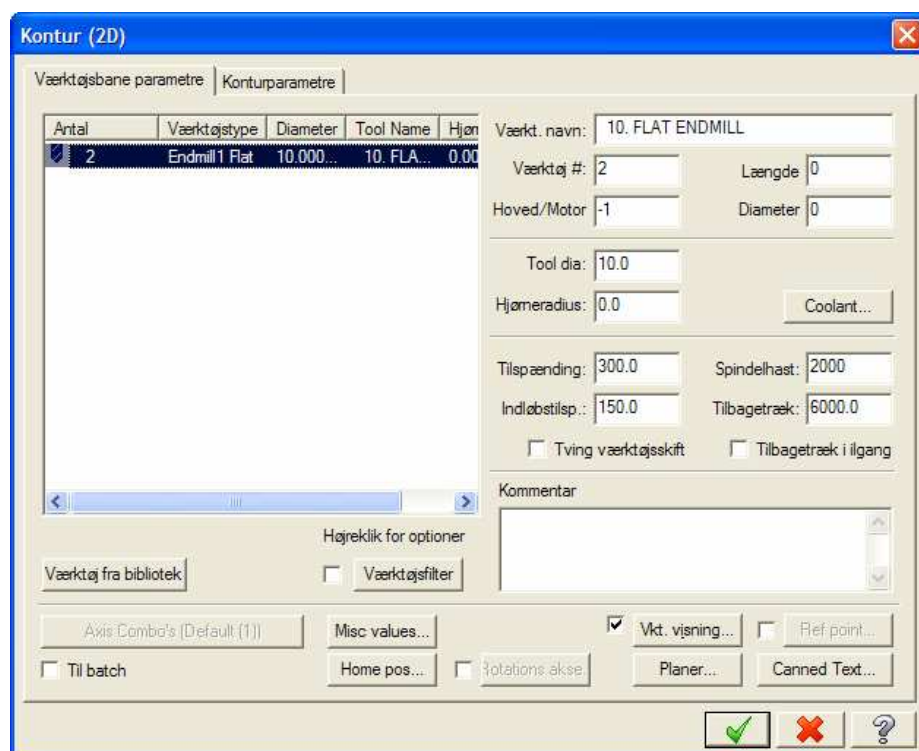 Kontur (2D)
Værktøjsbane parametre Konturparametre
Antal Værktøjstype Diameter Tool Name Hjørn
2 Endmill1 Flat 10.000... 10. FLA... 0.00
Højreklik for optioner
Værktøj fra bibliotek
Værktøjsfilter
Værkt. navn: 10. FLAT ENDMILL
Værktøj #: 2 Længde 0
Hoved/Motor -1 Diameter 0
Tool dia: 10.0
Hjørneradius: 0.0 Coolant...
Tilspænding: 300.0 Spindelhast: 2000
Indløbstilsp.: 150.0 Tilbagetræk: 6000.0
Tving værktøjsskift Tilbagetræk i ilgang
Kommentar
Axis Combo's (Default (1)) Misc values... Vkt. visning... Ref point...
Til batch Home pos... Rotations akse. Planer... Canned Text...